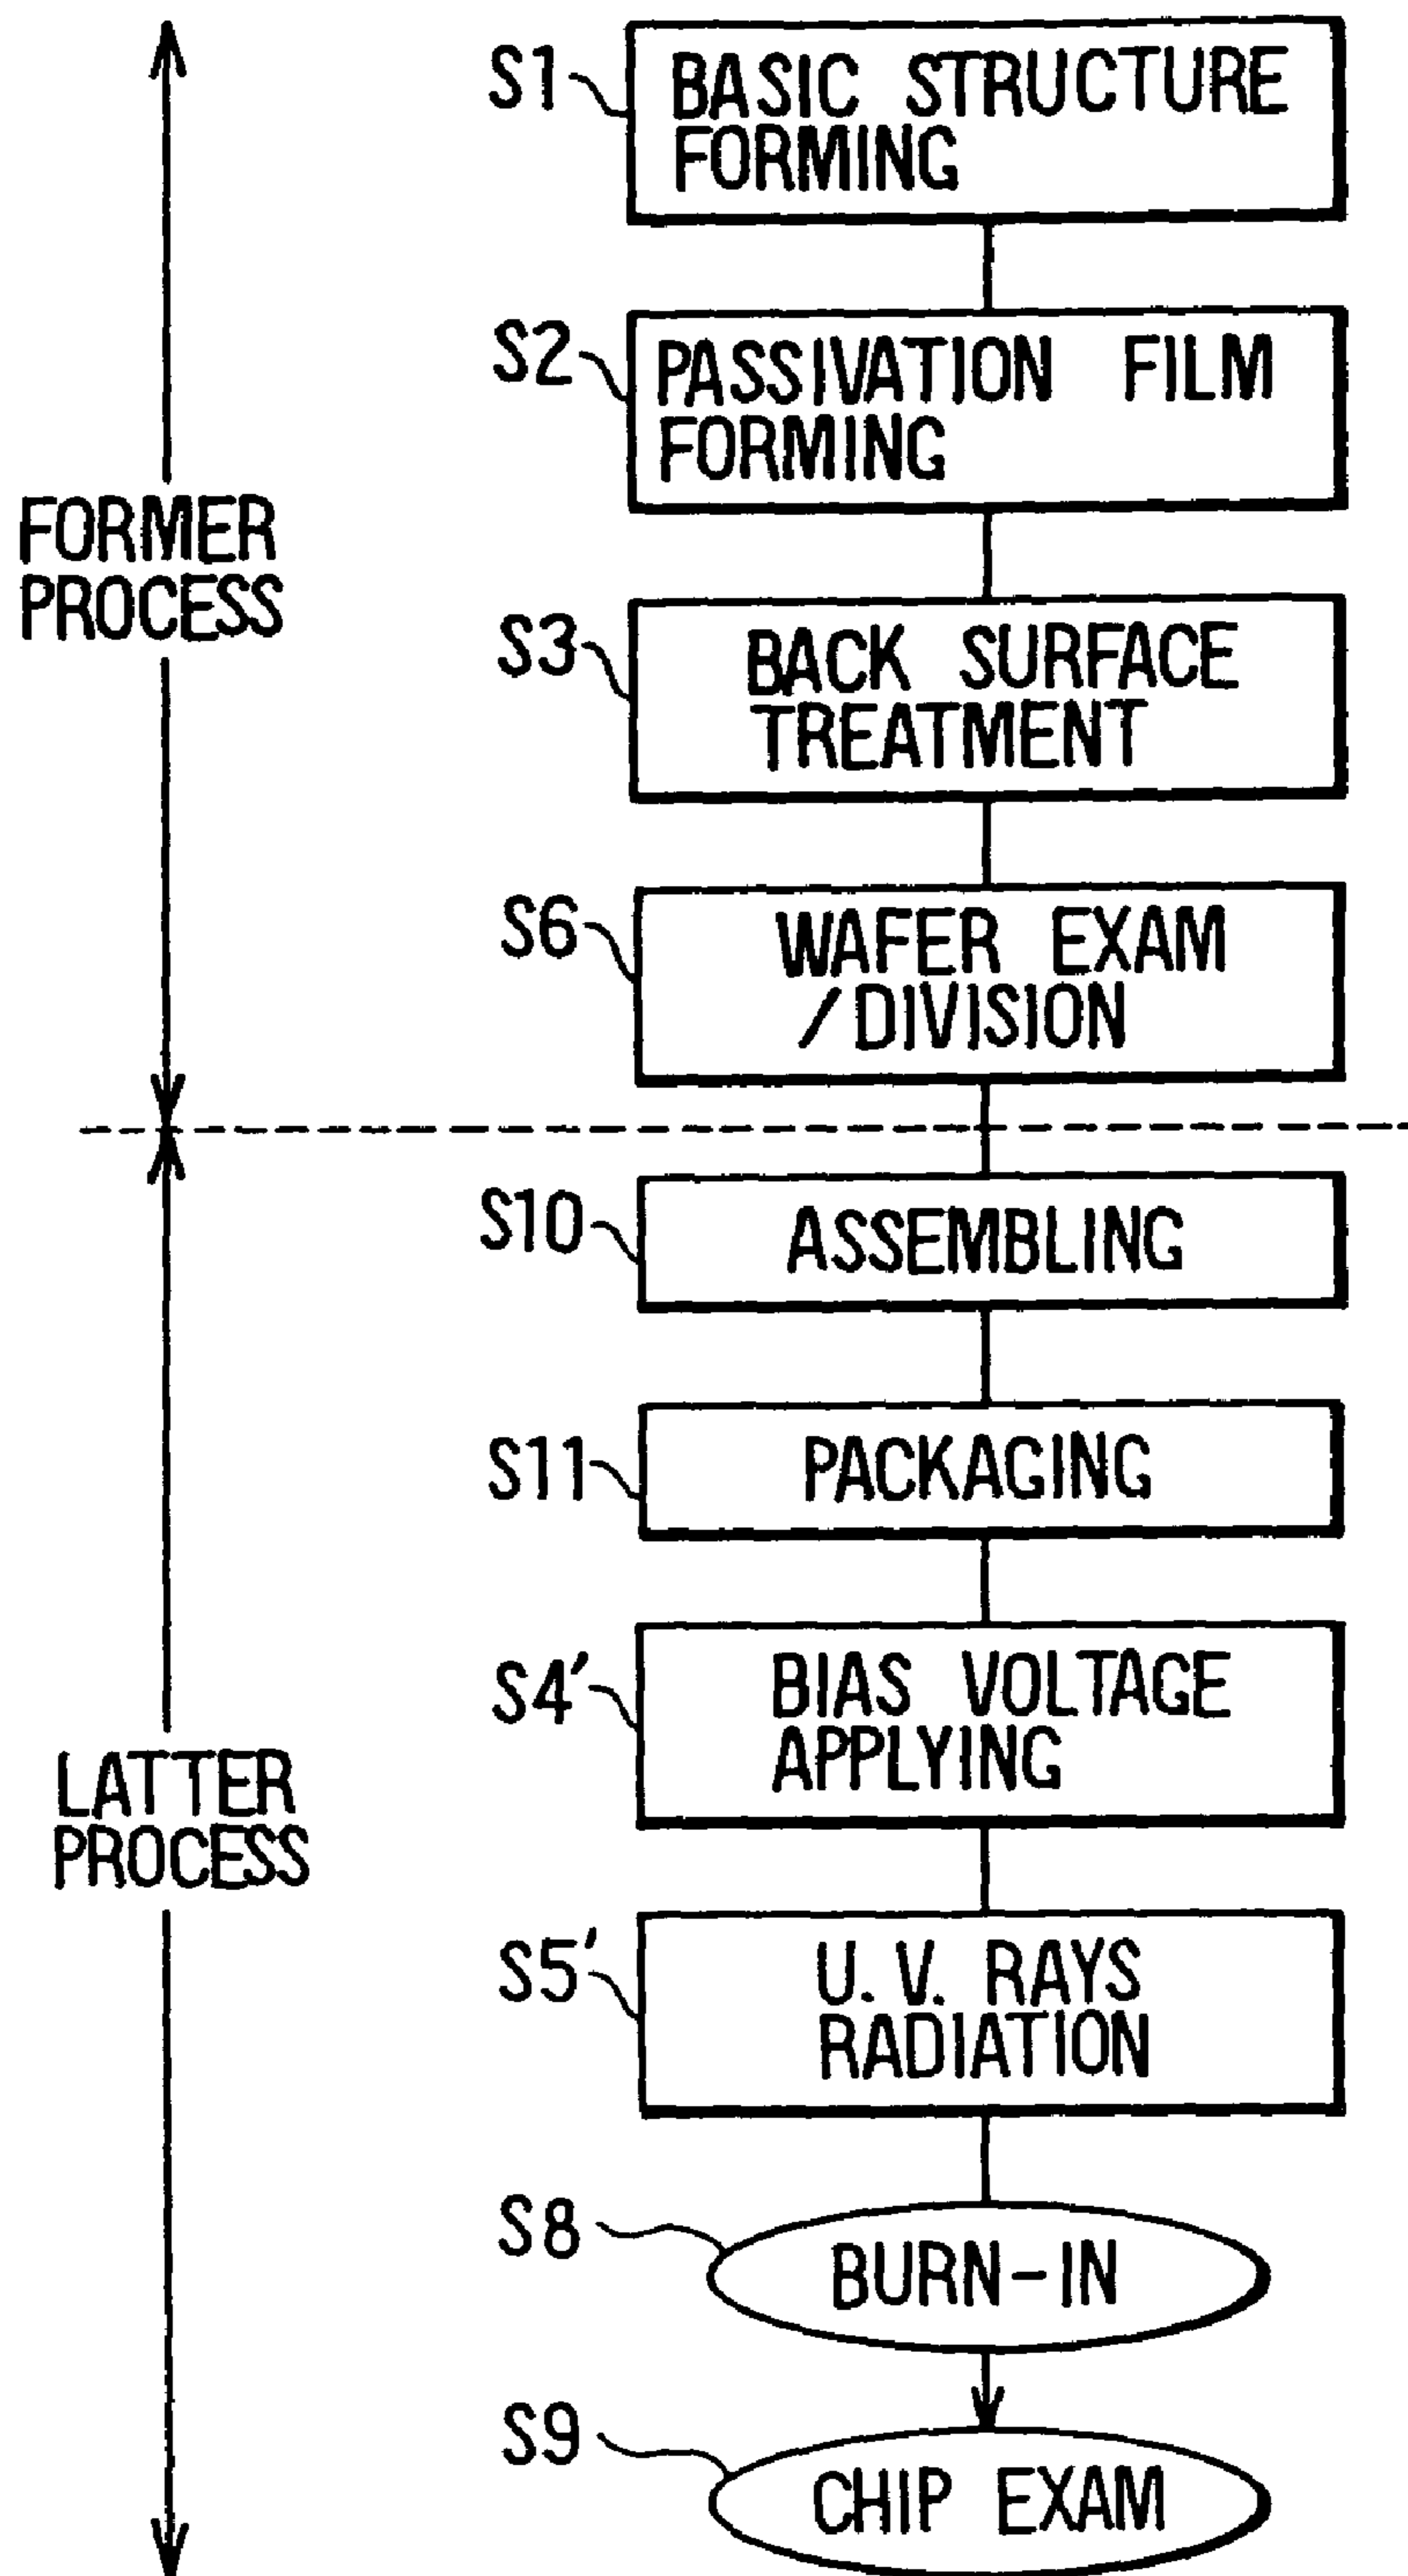 S1
BASIC STRUCTURE
FORMING
S2
PASSIVATION FILM
FORMING
FORMER
PROCESS
S3
BACK SURFACE
TREATMENT
S6
WAFER EXAM
/DIVISION
S10
ASSEMBLING
S11
PACKAGING
S4'
BIAS VOLTAGE
APPLYING
LATTER
PROCESS
S5'
U.V. RAYS
RADIATION
S8
BURN-IN
S9
CHIP EXAM